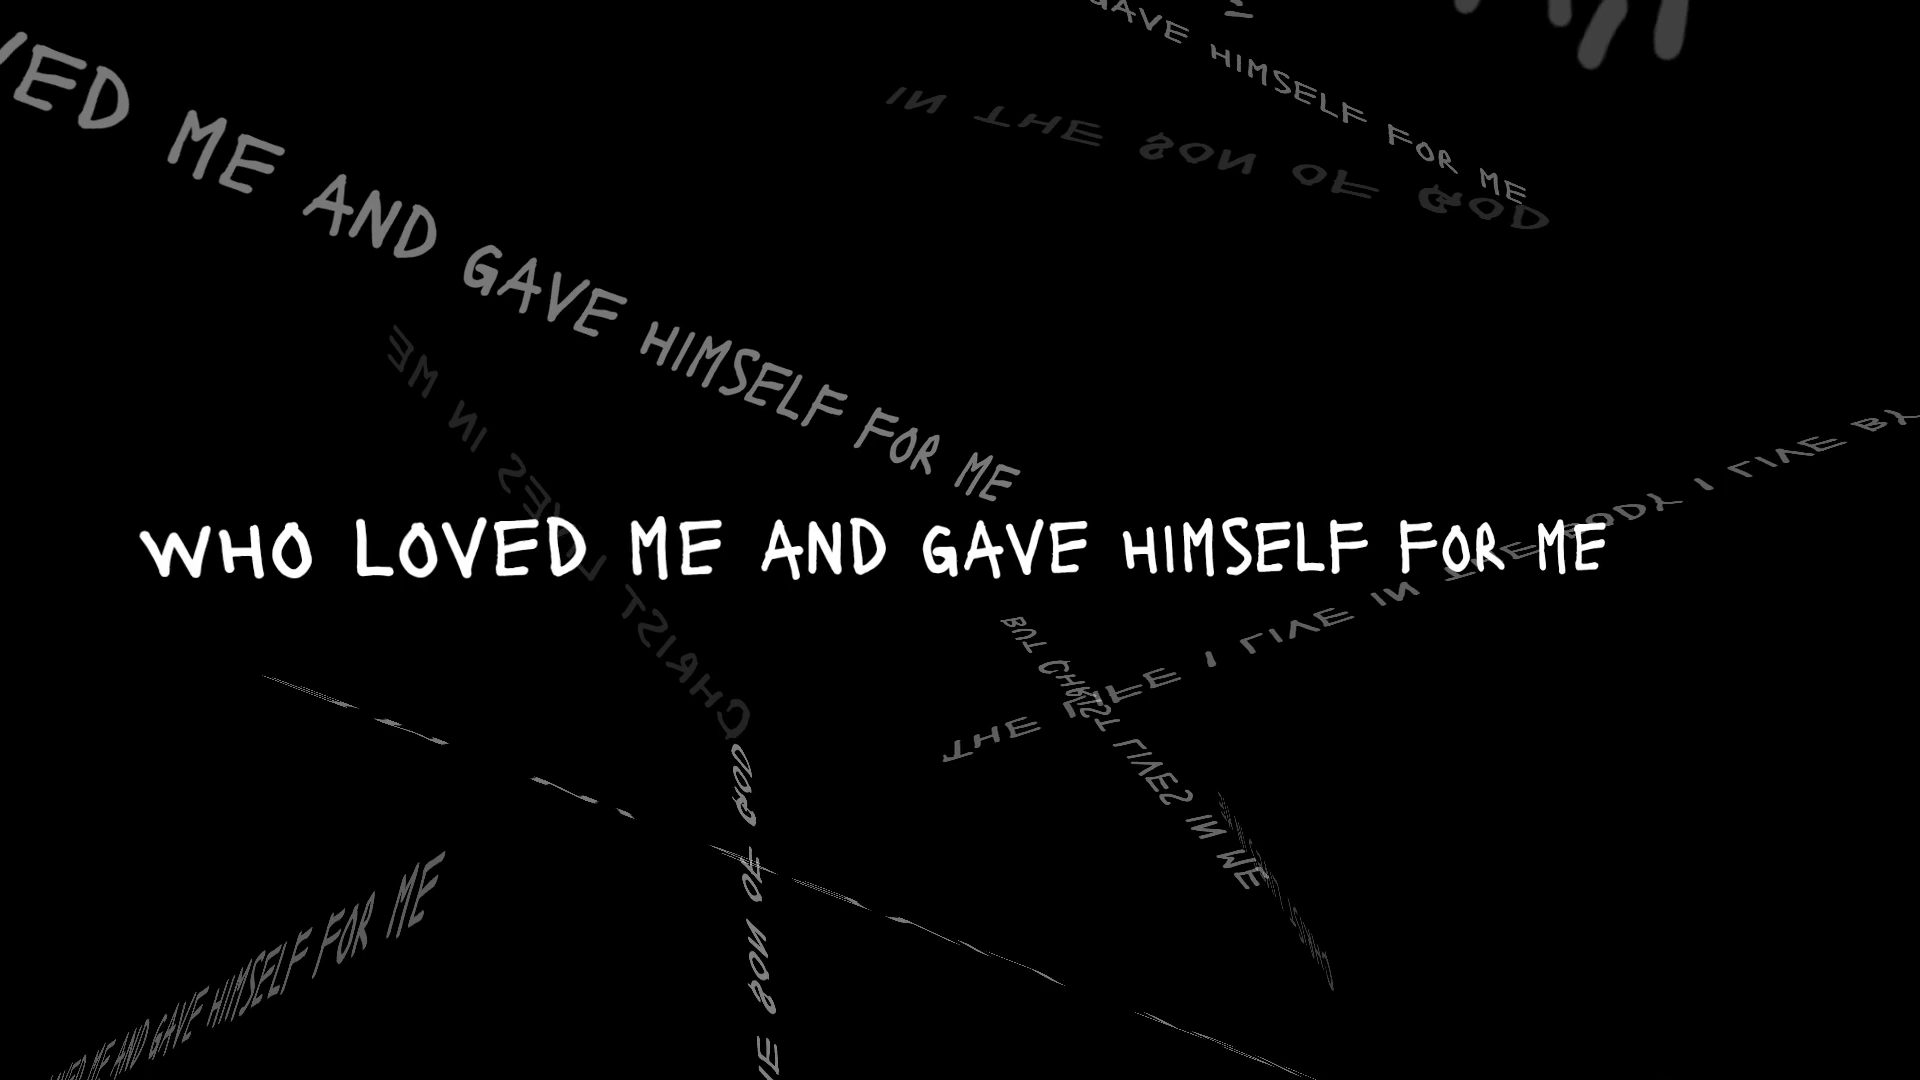 GAVE HIMSELF FOR ME
IN THE SON OF GOD
VED ME AND GAVE HIMSELF FOR ME
CHRIST LIVES IN ME
WHO LOVED ME AND GAVE HIMSELF FOR ME
THE LIFE I LIVE IN THE BODY I LIVE BY
BUT CHRIST LIVES IN ME
SON OF GOD
ME AND GAVE HIMSELF FOR ME